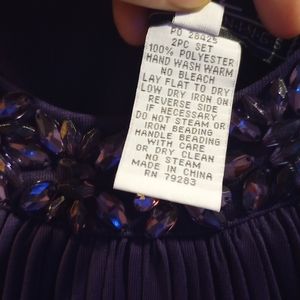 PO 28425
2PC SET
100% POLYESTER
HAND WASH WARM
NO BLEACH
LAY FLAT TO DRY
LOW DRY IRON ON
REVERSE SIDE
IF NECESSARY
DO NOT STEAM OR
IRON BEADING
HANDLE BEADING
WITH CARE
OR DRY CLEAN
NO STEAM
MADE IN CHINA
RN 79283